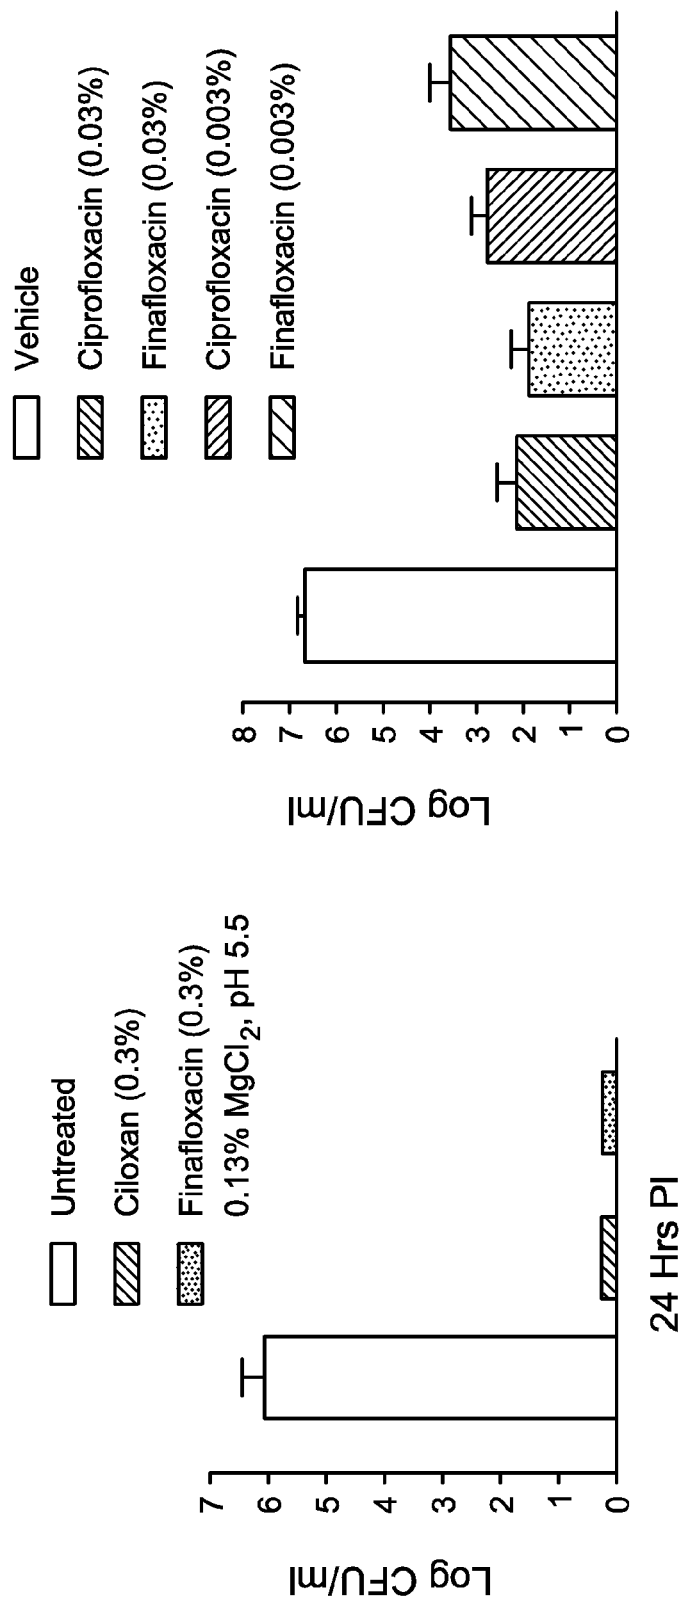 Untreated
Ciloxan (0.3%)
Finafloxacin (0.3%)
0.13% MgCl2, pH 5.5
7
6
5
4
3
2
1
0
Log CFU/ml
24 Hrs PI
Vehicle
Ciprofloxacin (0.03%)
Finafloxacin (0.03%)
Ciprofloxacin (0.003%)
Finafloxacin (0.003%)
8
7
6
5
4
3
2
1
0
Log CFU/ml